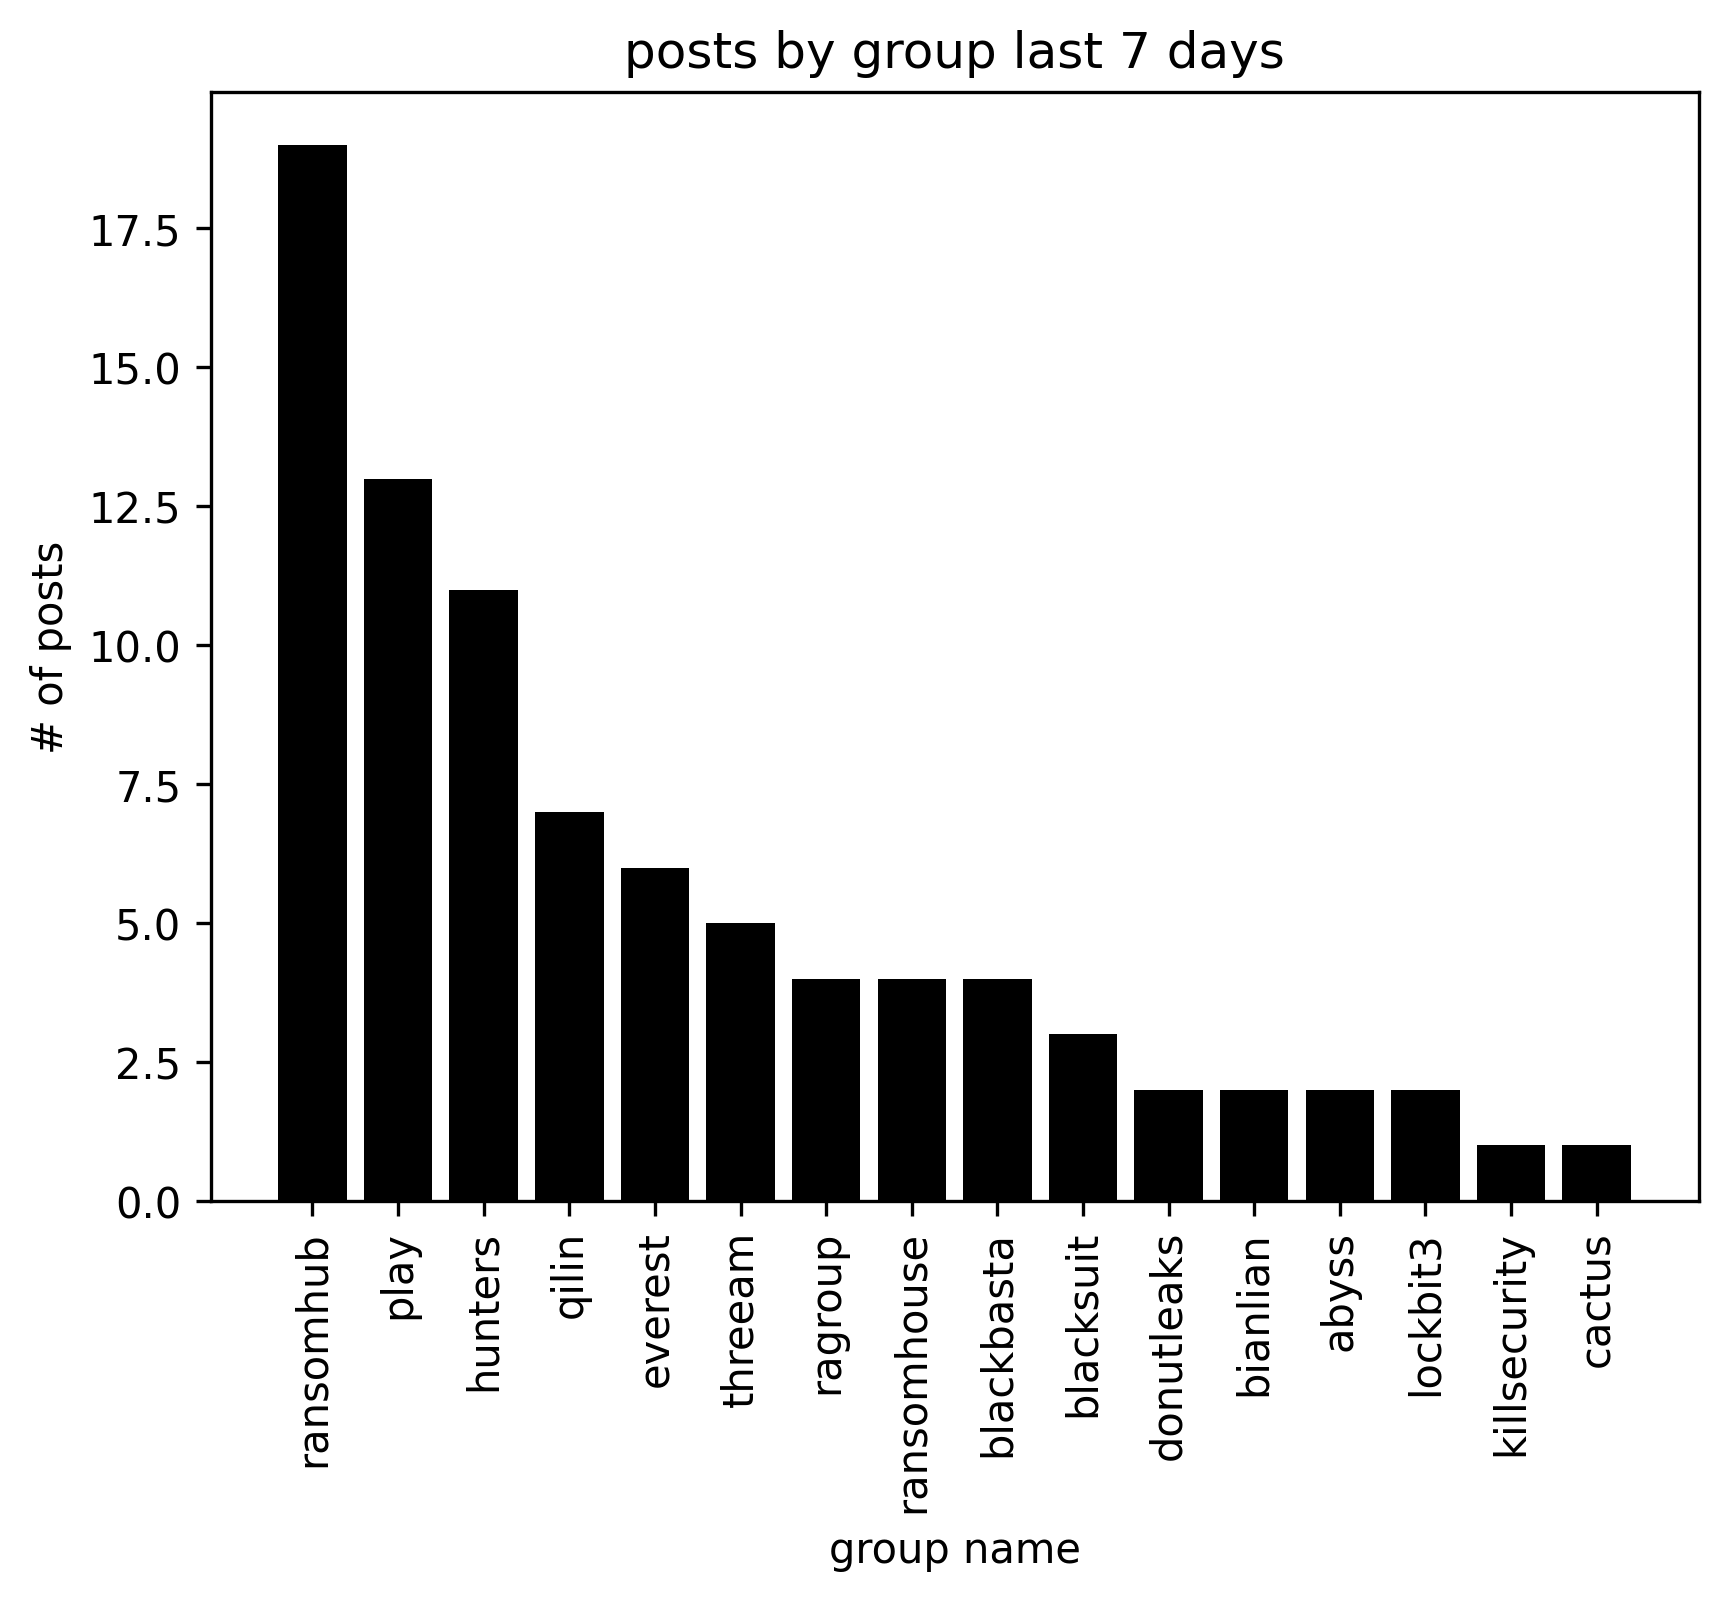 posts by group last 7 days
# of posts
17.5
15.0
12.5
10.0
7.5
5.0
2.5
0.0
ransomhub
play
hunters
qilin
everest
threeam
ragroup
ransomhouse
blackbasta
blacksuit
donutleaks
bianlian
abyss
lockbit3
killsecurity
cactus
group name